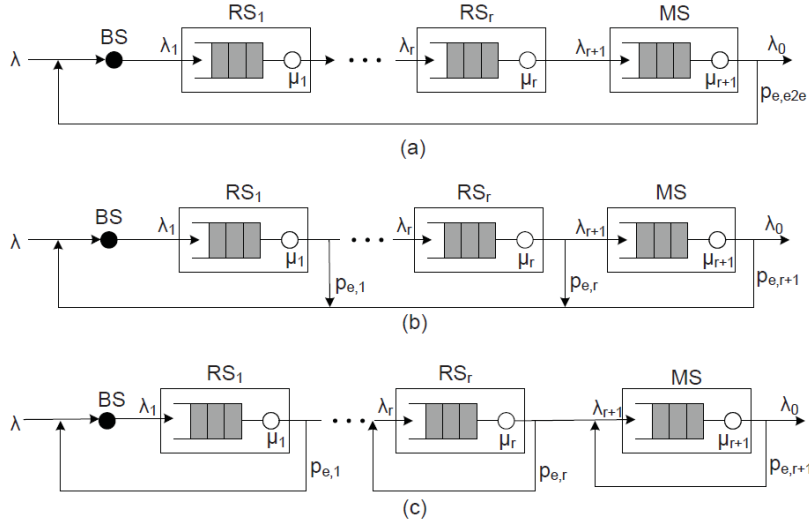 RS₁ RSᵣ MS
BS
λ λ₁ λᵣ λᵣ₊₁ λ₀
μ₁ μᵣ μᵣ₊₁
pe,e2e
(a)
RS₁ RSᵣ MS
BS
λ λ₁ λᵣ λᵣ₊₁ λ₀
μ₁ μᵣ μᵣ₊₁
pe,1 pe,r pe,r+1
(b)
RS₁ RSᵣ MS
BS
λ λ₁ λᵣ λᵣ₊₁ λ₀
μ₁ μᵣ μᵣ₊₁
pe,1 pe,r pe,r+1
(c)